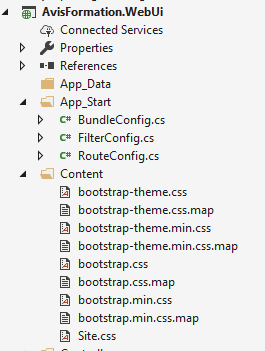 AvisFormation.WebUi
Connected Services
Properties
References
App_Data
App_Start
C# BundleConfig.cs
C# FilterConfig.cs
C# RouteConfig.cs
Content
bootstrap-theme.css
bootstrap-theme.css.map
bootstrap-theme.min.css
bootstrap-theme.min.css.map
bootstrap.css
bootstrap.css.map
bootstrap.min.css
bootstrap.min.css.map
Site.css